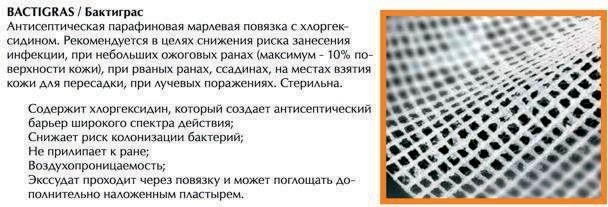 BACTIGRAS / Бактиграс
Антисептическая парафиновая марлевая повязка с хлоргек-
сидином. Рекомендуется в целях снижения риска занесения
инфекции, при небольших ожоговых ранах (максимум - 10% по-
верхности кожи), при рваных ранах, ссадинах, на местах взятия
кожи для пересадки, при лучевых поражениях. Стерильна.
Содержит хлоргексидин, который создает антисептический
барьер широкого спектра действия;
Снижает риск колонизации бактерий;
Не прилипает к ране;
Воздухопроницаемость;
Экссудат проходит через повязку и может поглощать до-
полнительно наложенным пластырем.